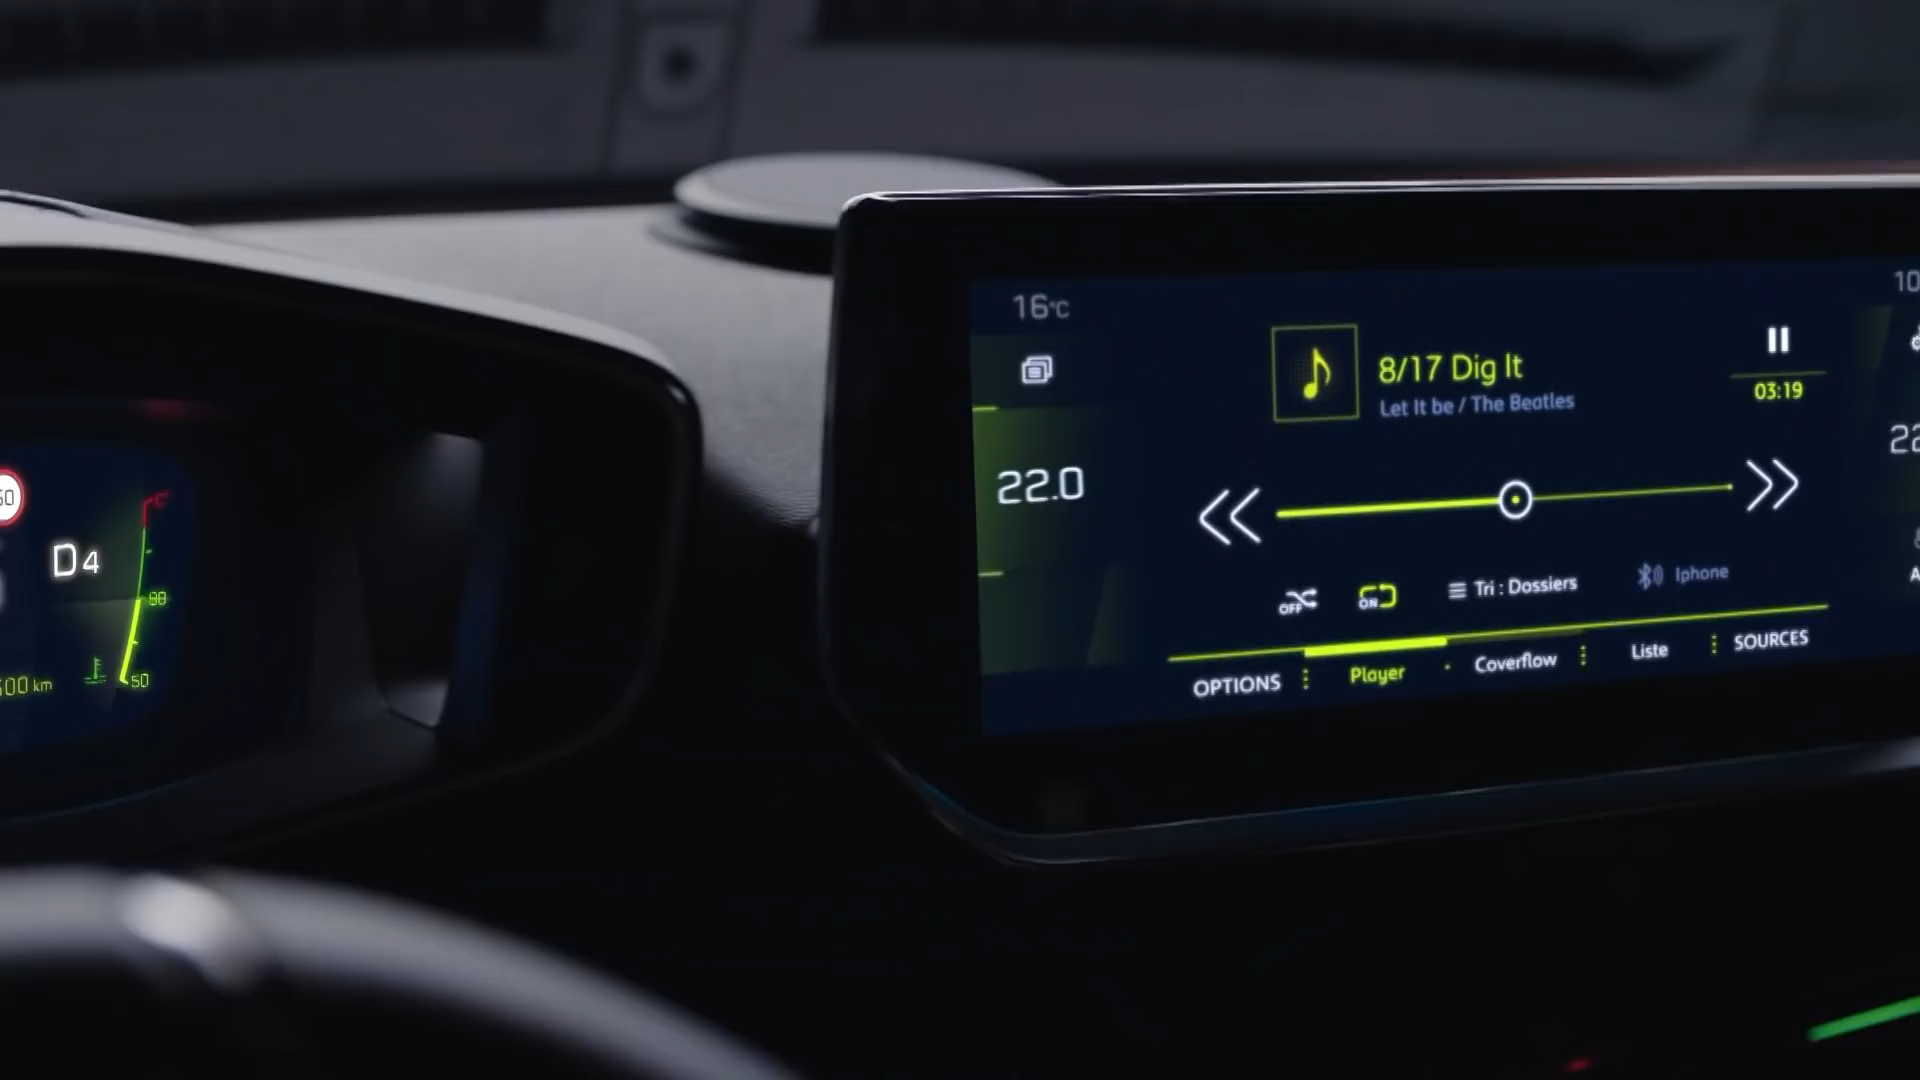 D4
°C
90
50
km
16°C
22.0
8/17 Dig It
Let It be / The Beatles
03:19
OFF
ON
Tri : Dossiers
Iphone
OPTIONS
Player
Coverflow
Liste
SOURCES